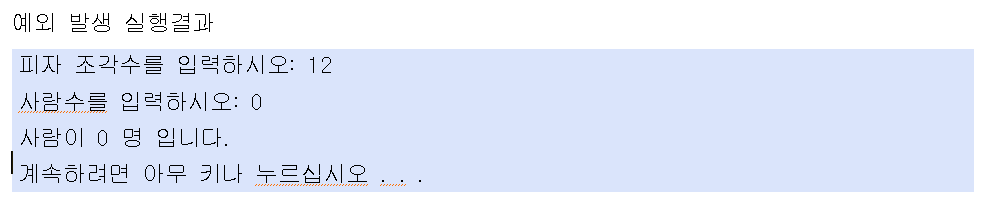 예외 발생 실행결과
피자 조각수를 입력하시오: 12
사람수를 입력하시오: 0
사람이 0 명 입니다.
계속하려면 아무 키나 누르십시오 . . .